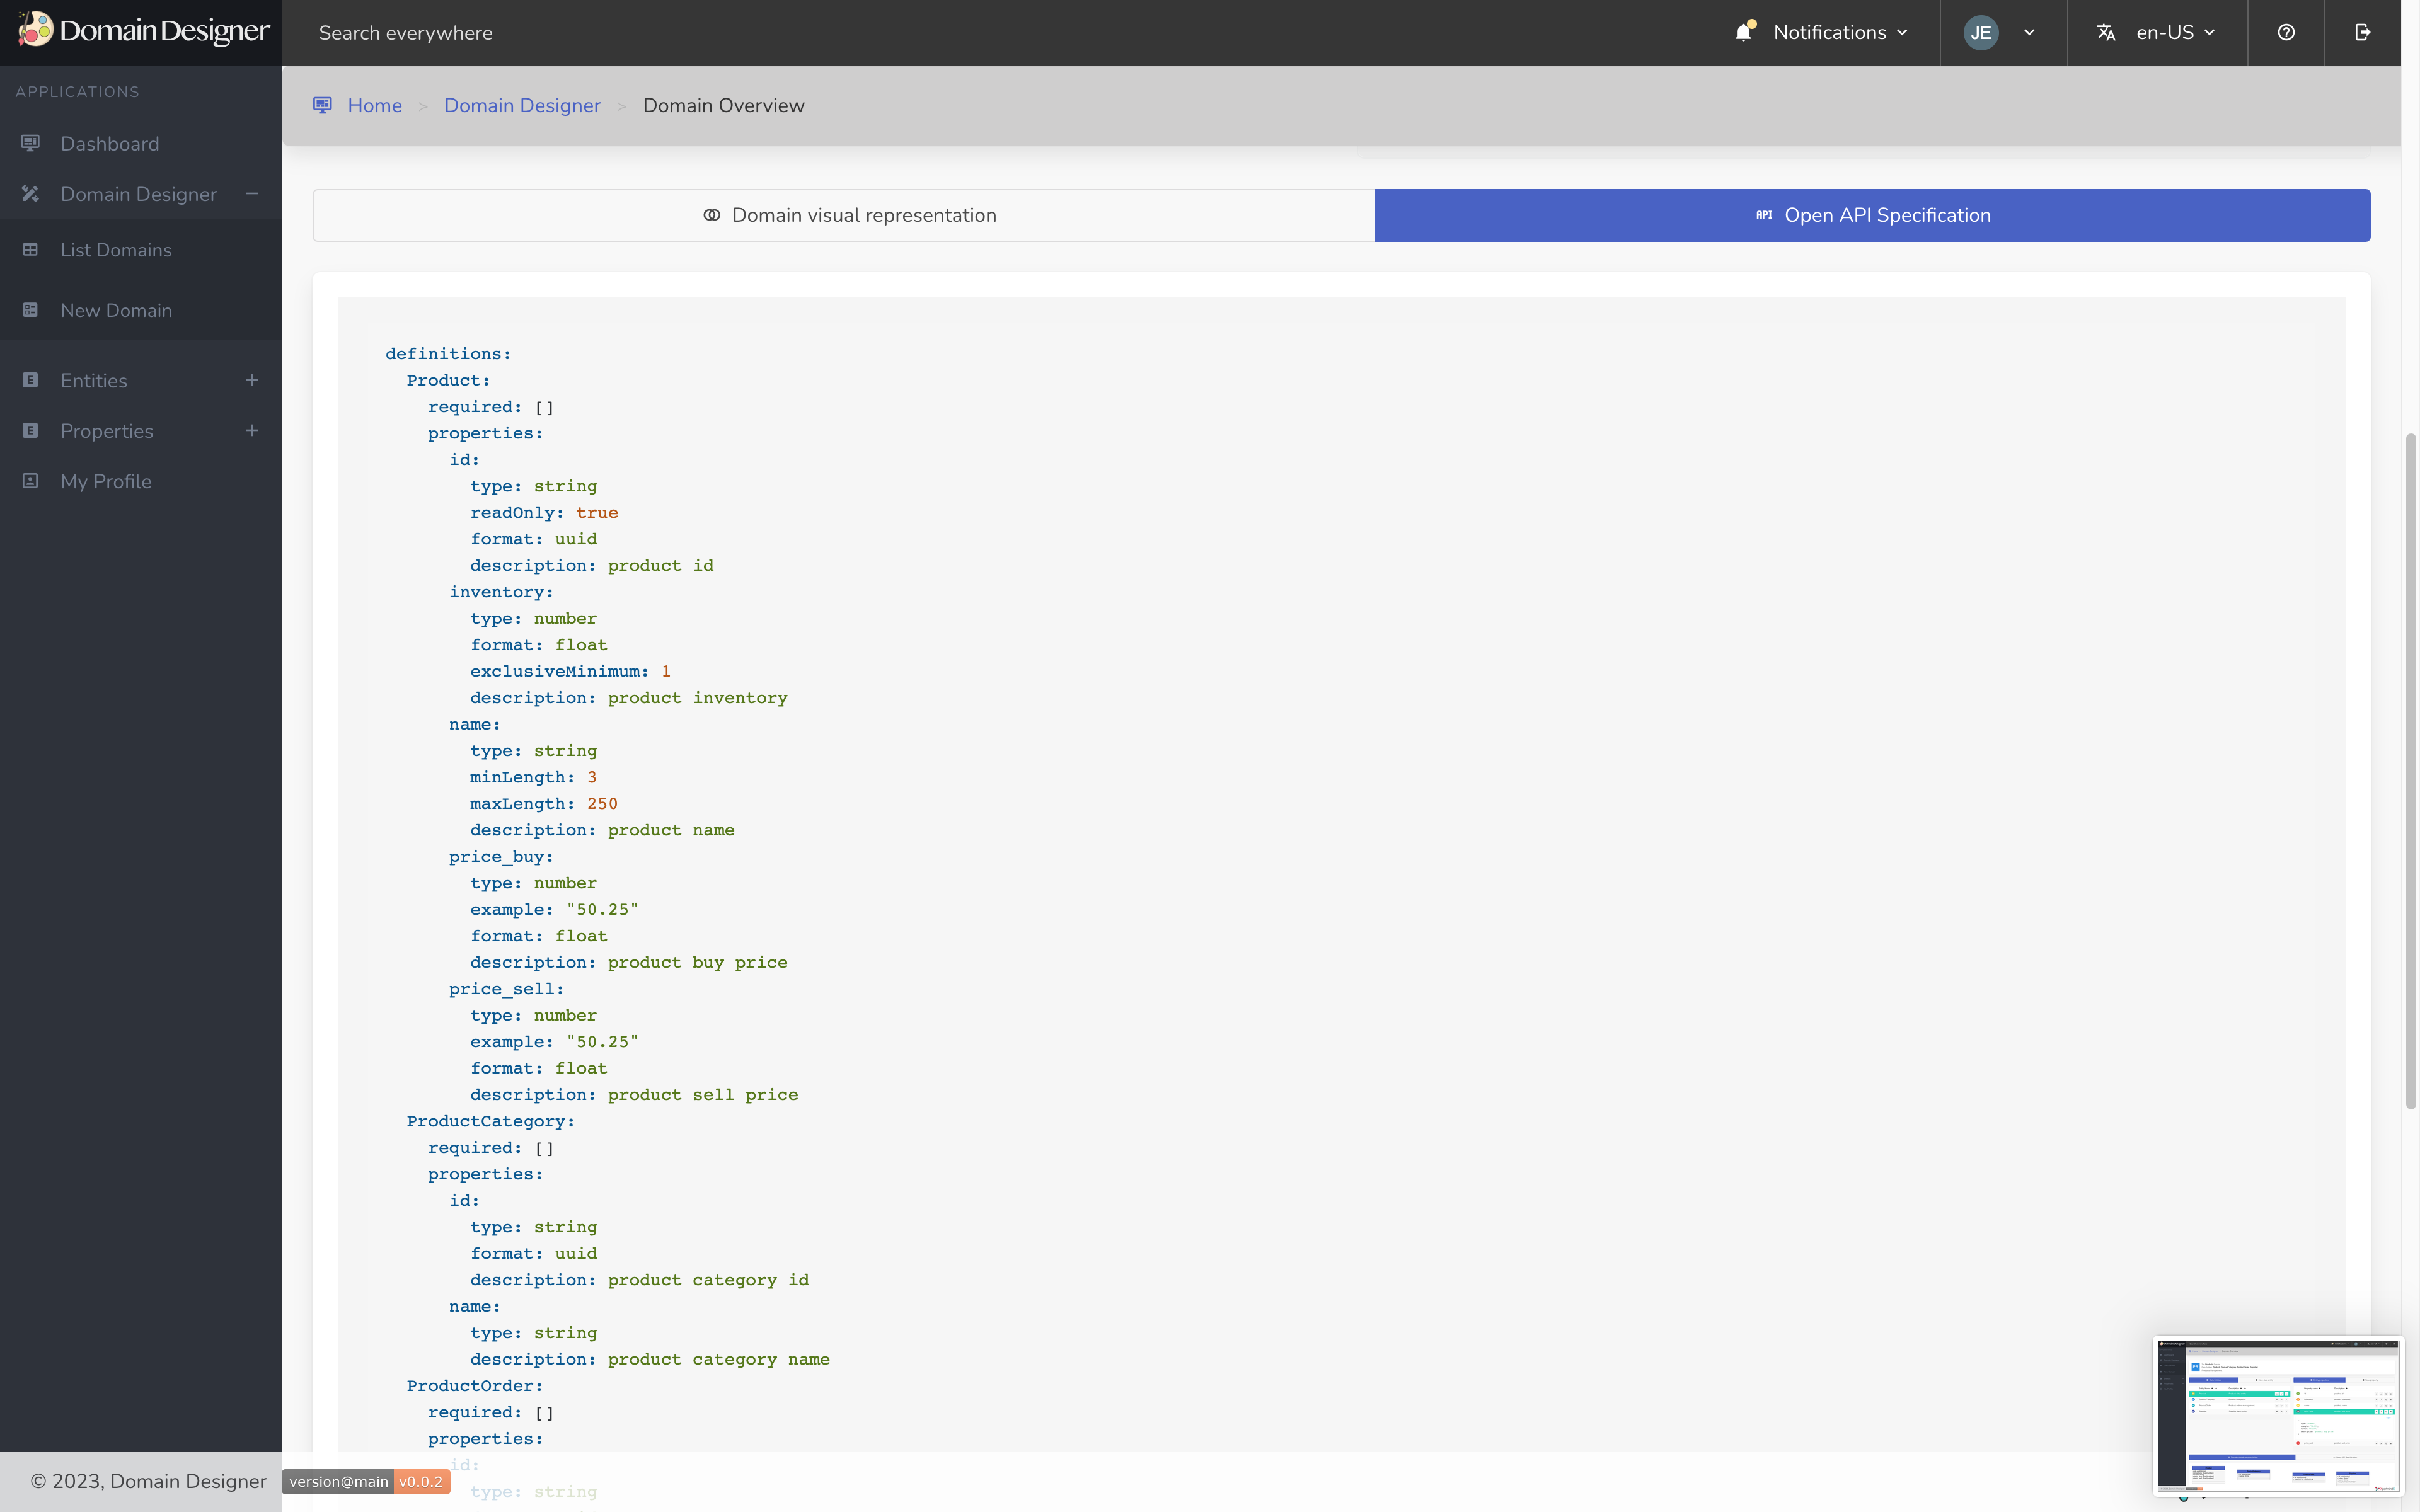 Domain Designer
Search everywhere
Notifications
JE
en-US
APPLICATIONS
Dashboard
Domain Designer
List Domains
New Domain
Entities
Properties
My Profile
Home > Domain Designer > Domain Overview
Domain visual representation
API Open API Specification
definitions:
  Product:
    required: []
    properties:
      id:
        type: string
        readOnly: true
        format: uuid
        description: product id
      inventory:
        type: number
        format: float
        exclusiveMinimum: 1
        description: product inventory
      name:
        type: string
        minLength: 3
        maxLength: 250
        description: product name
      price_buy:
        type: number
        example: "50.25"
        format: float
        description: product buy price
      price_sell:
        type: number
        example: "50.25"
        format: float
        description: product sell price
  ProductCategory:
    required: []
    properties:
      id:
        type: string
        format: uuid
        description: product category id
      name:
        type: string
        description: product category name
  ProductOrder:
    required: []
    properties:
      id:
        type: string
© 2023, Domain Designer
version@main v0.0.2